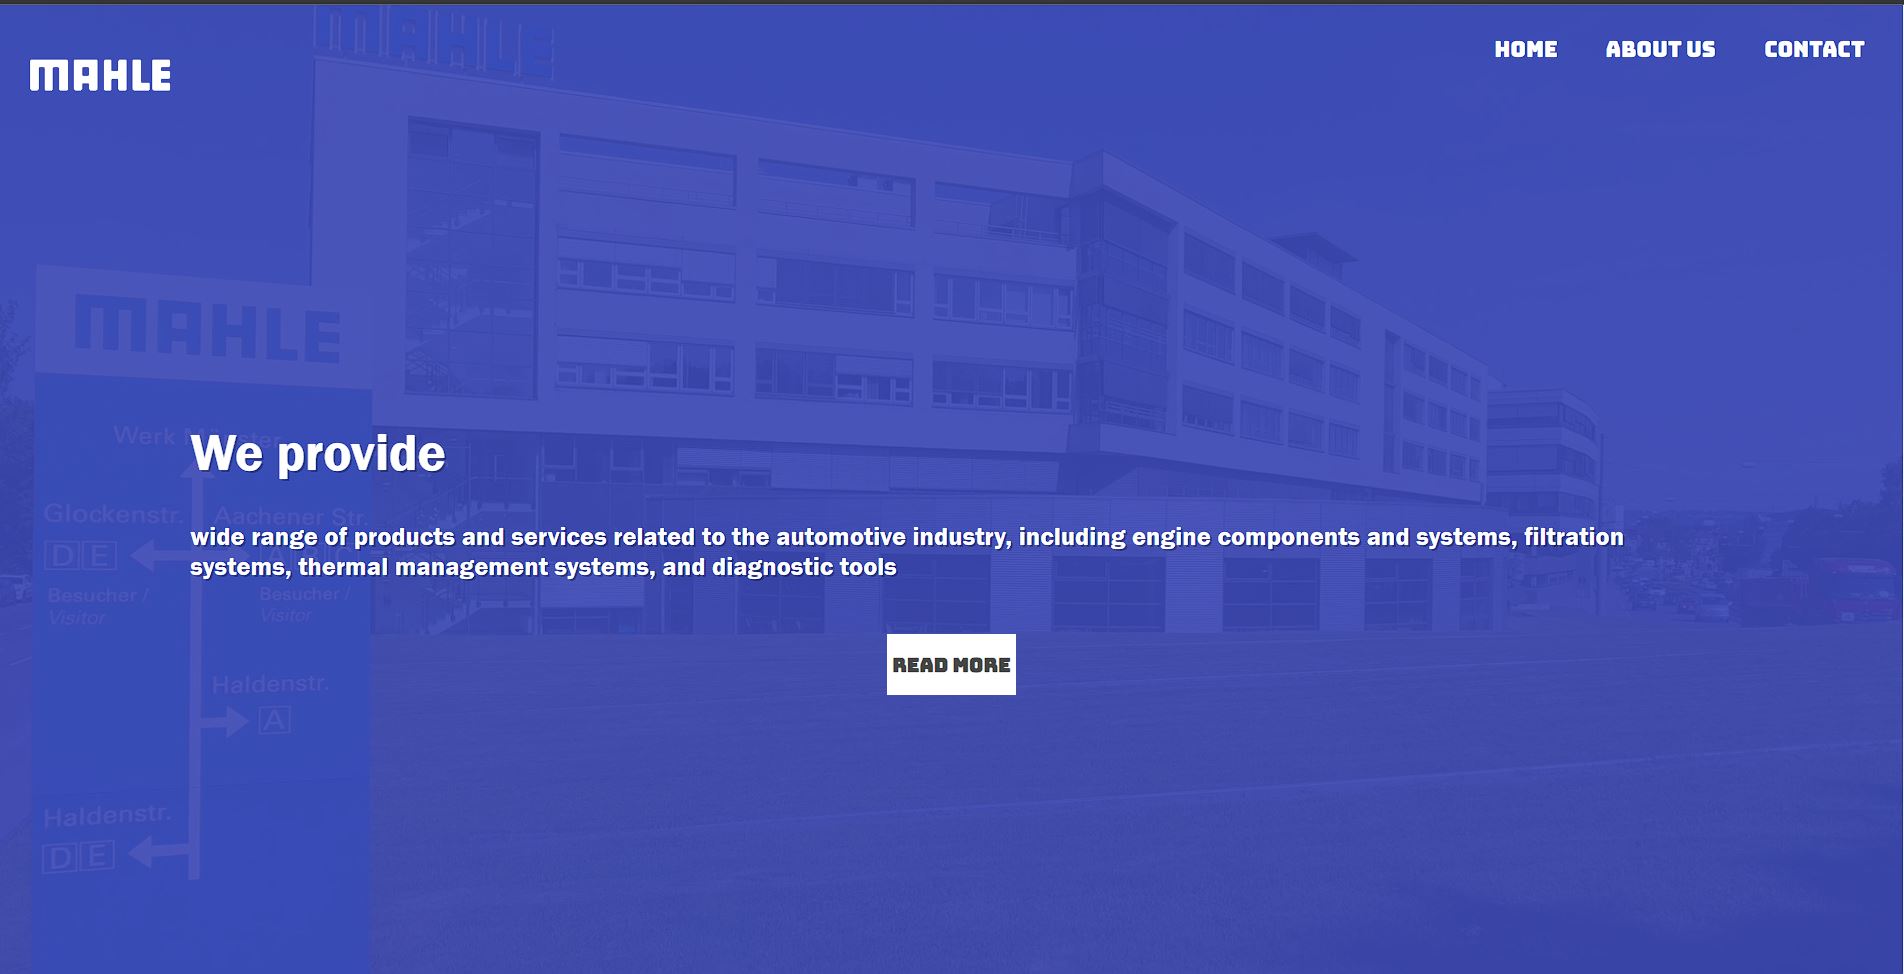 MAHLE
HOME
ABOUT US
CONTACT
MAHLE
MAHLE
Werk
We provide
Glockenstr.
Aachener Str.
D E
wide range of products and services related to the automotive industry, including engine components and systems, filtration
systems, thermal management systems, and diagnostic tools
Besucher /
Visitor
Besucher /
Visitor
READ MORE
Haldenstr.
A
Haldenstr.
D E